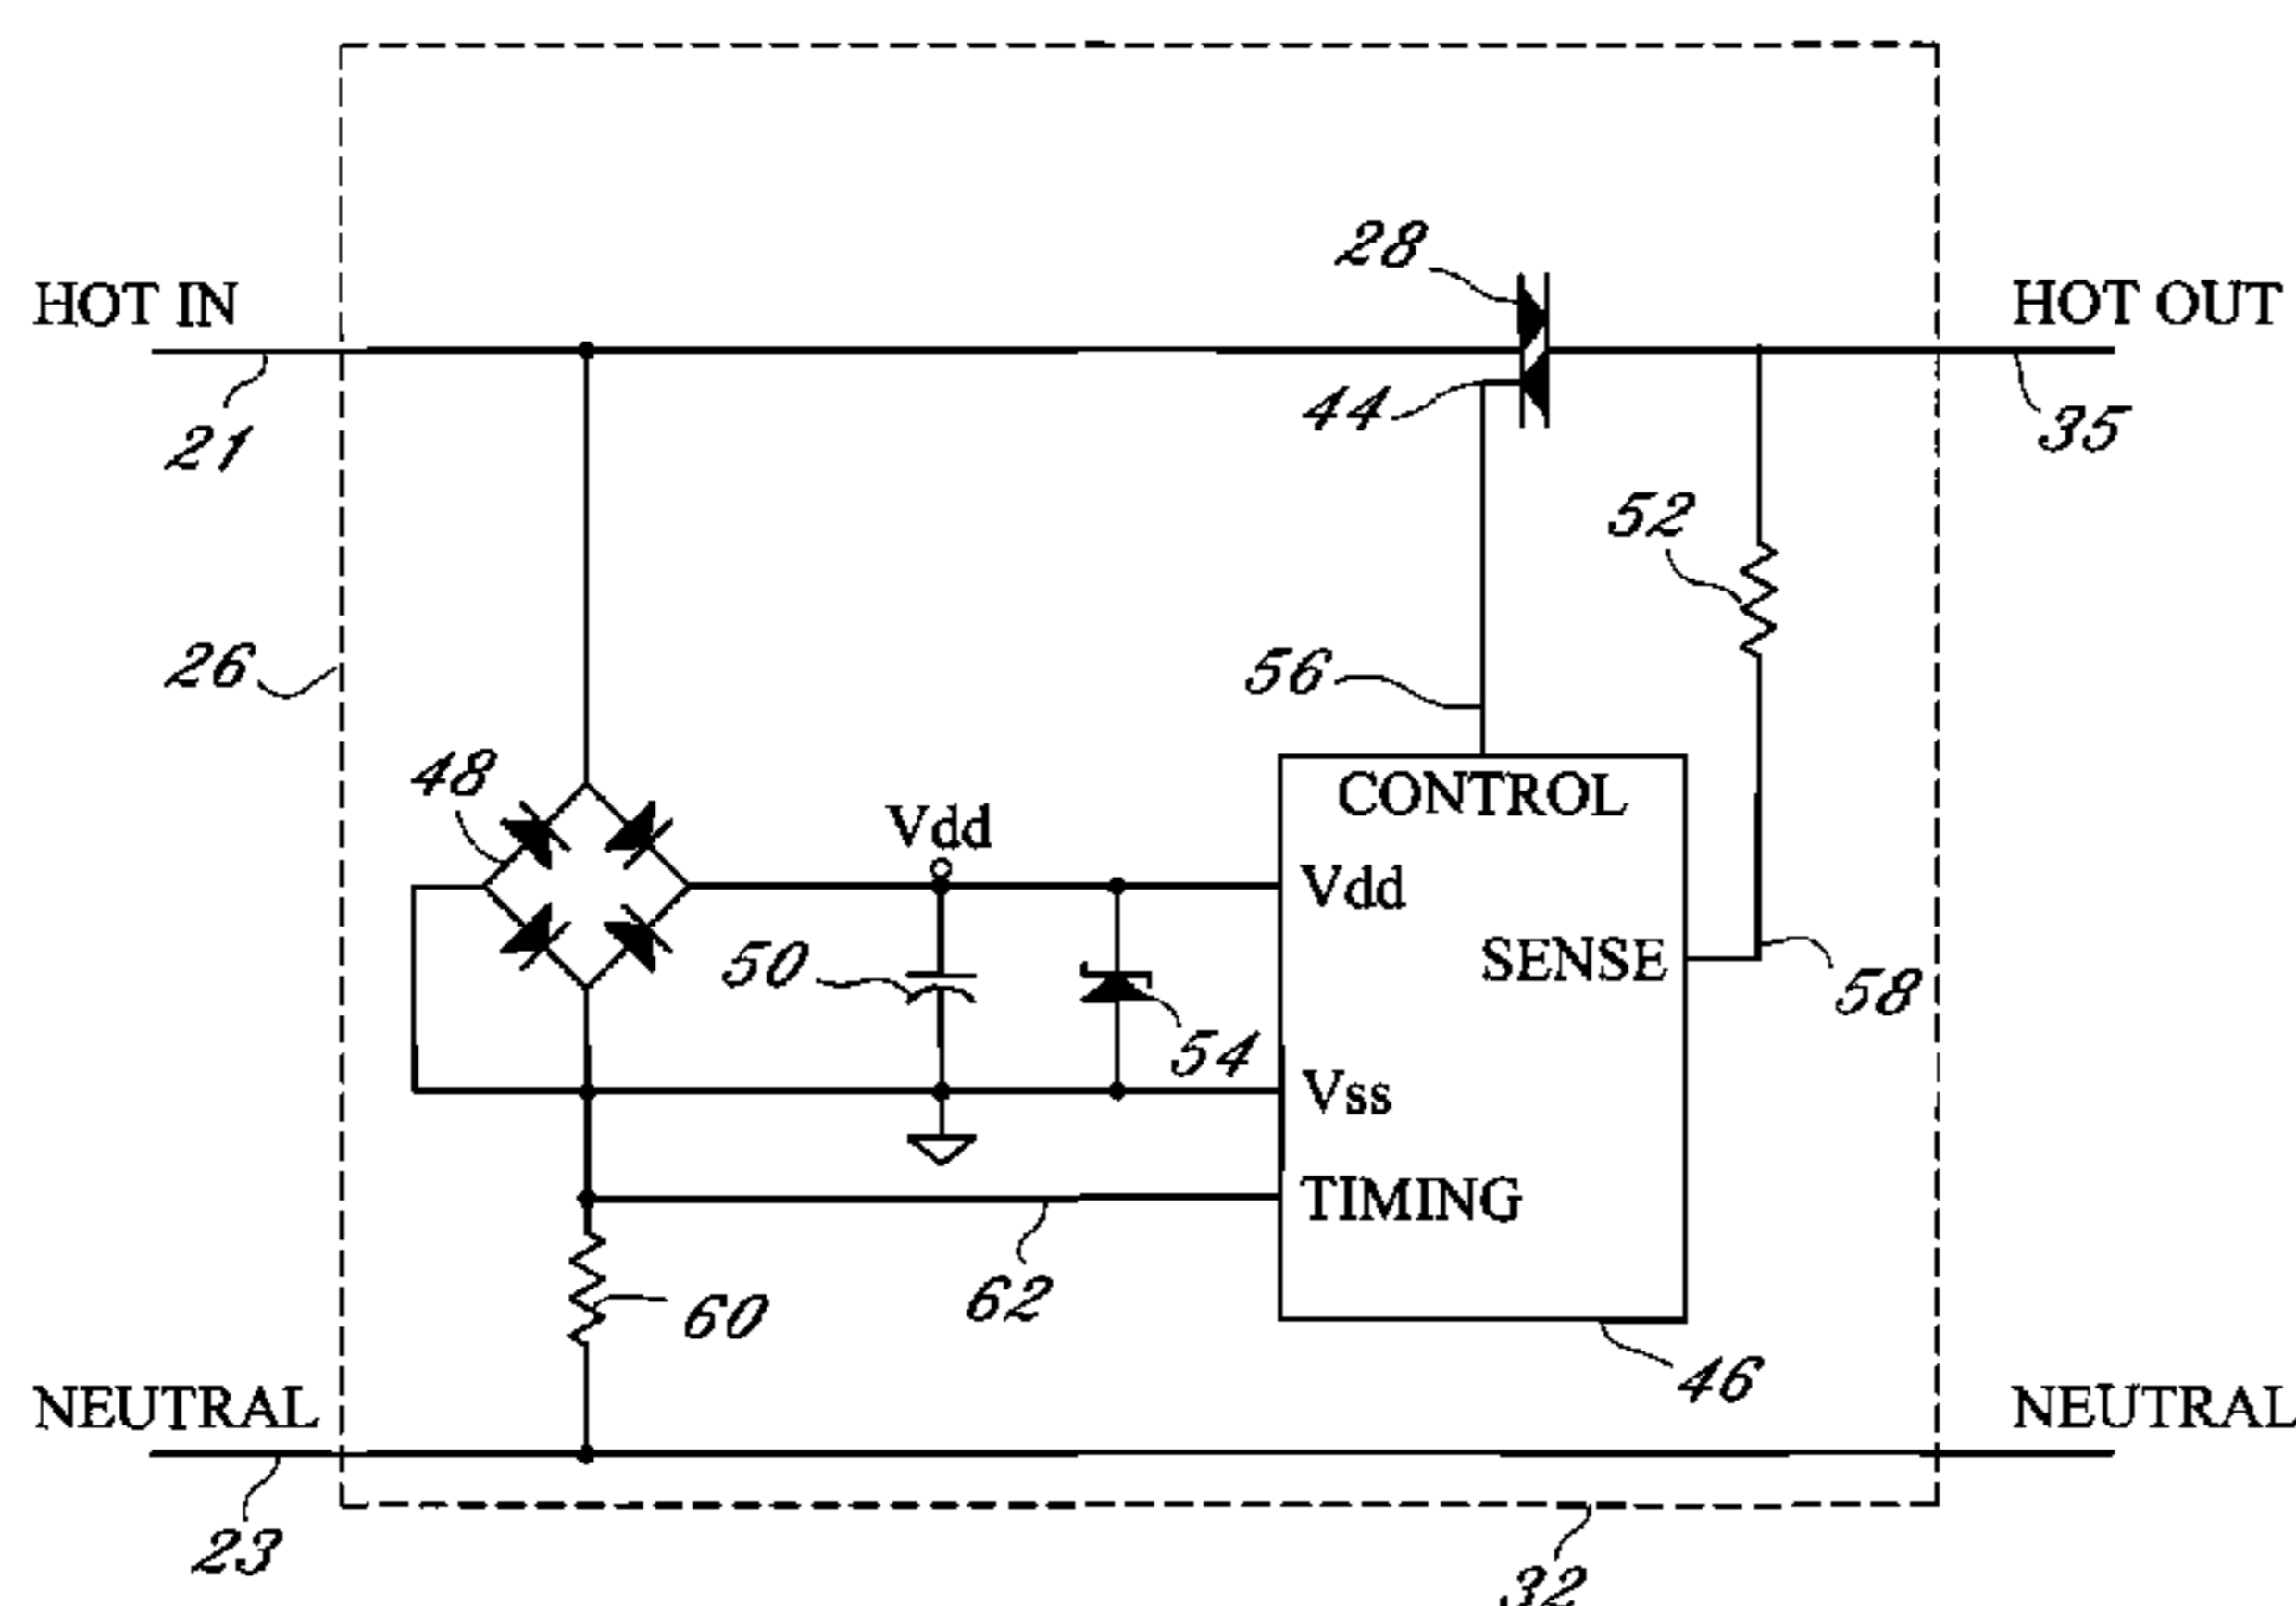 28
HOT IN
HOT OUT
44
21
35
52
26
56
48
Vdd
CONTROL
Vdd
50
SENSE
58
54
Vss
TIMING
62
60
46
NEUTRAL
NEUTRAL
23
32